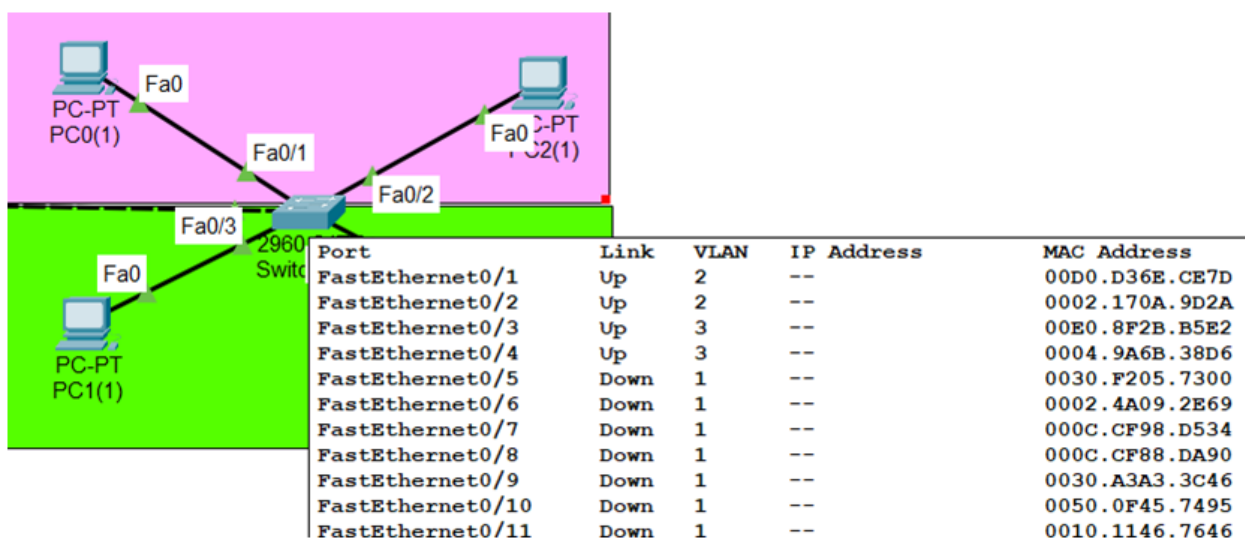 Fa0
PC-PT
PC0(1)
Fa0/1
Fa0
C-PT
C2(1)
Fa0/2
Fa0/3
2960
Switc
Fa0
PC-PT
PC1(1)
Port Link VLAN IP Address MAC Address
FastEthernet0/1 Up 2 -- 00D0.D36E.CE7D
FastEthernet0/2 Up 2 -- 0002.170A.9D2A
FastEthernet0/3 Up 3 -- 00E0.8F2B.B5E2
FastEthernet0/4 Up 3 -- 0004.9A6B.38D6
FastEthernet0/5 Down 1 -- 0030.F205.7300
FastEthernet0/6 Down 1 -- 0002.4A09.2E69
FastEthernet0/7 Down 1 -- 000C.CF98.D534
FastEthernet0/8 Down 1 -- 000C.CF88.DA90
FastEthernet0/9 Down 1 -- 0030.A3A3.3C46
FastEthernet0/10 Down 1 -- 0050.0F45.7495
FastEthernet0/11 Down 1 -- 0010.1146.7646